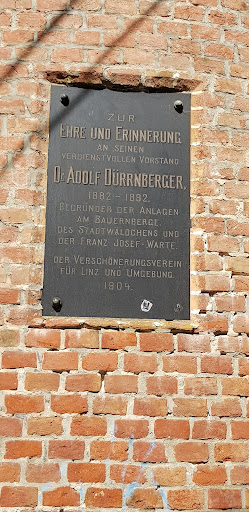 ZUR
EHRE UND ERINNERUNG
AN SEINEN
VERDIENSTVOLLEN VORSTAND
DR ADOLF DÜRRNBERGER,
1882 – 1892,
BEGRÜNDER DER ANLAGEN
AM BAUERNBERGE,
DES STADTWÄLDCHENS UND
DER FRANZ JOSEF-WARTE.
DER VERSCHÖNERUNGSVEREIN
FÜR LINZ UND UMGEBUNG.
1904.